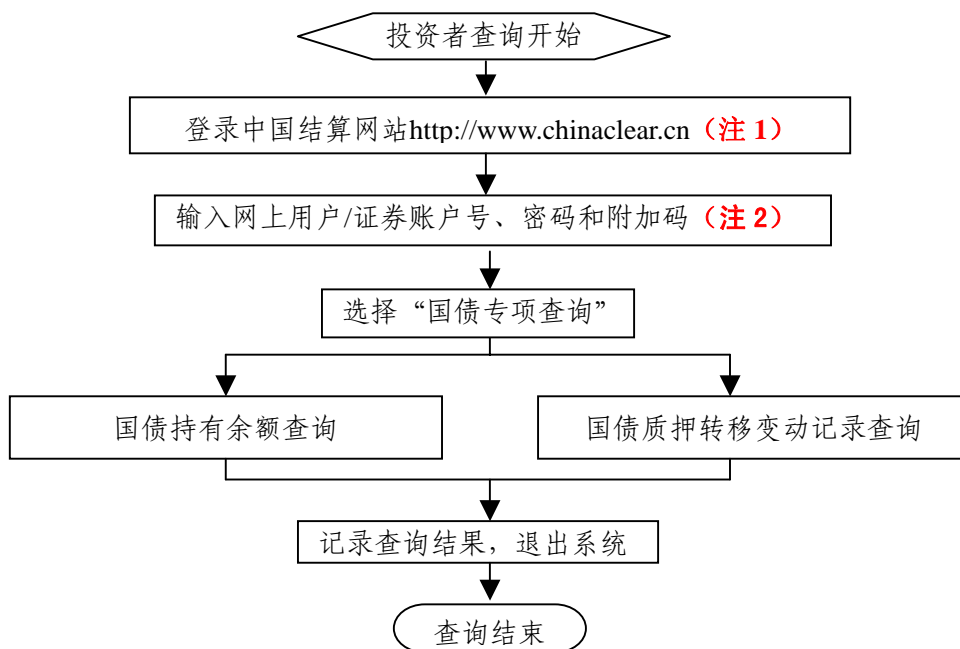 投资者查询开始
登录中国结算网站http://www.chinaclear.cn（注 1）
输入网上用户/证券账户号、密码和附加码（注 2）
选择“国债专项查询”
国债持有余额查询
国债质押转移变动记录查询
记录查询结果，退出系统
查询结束